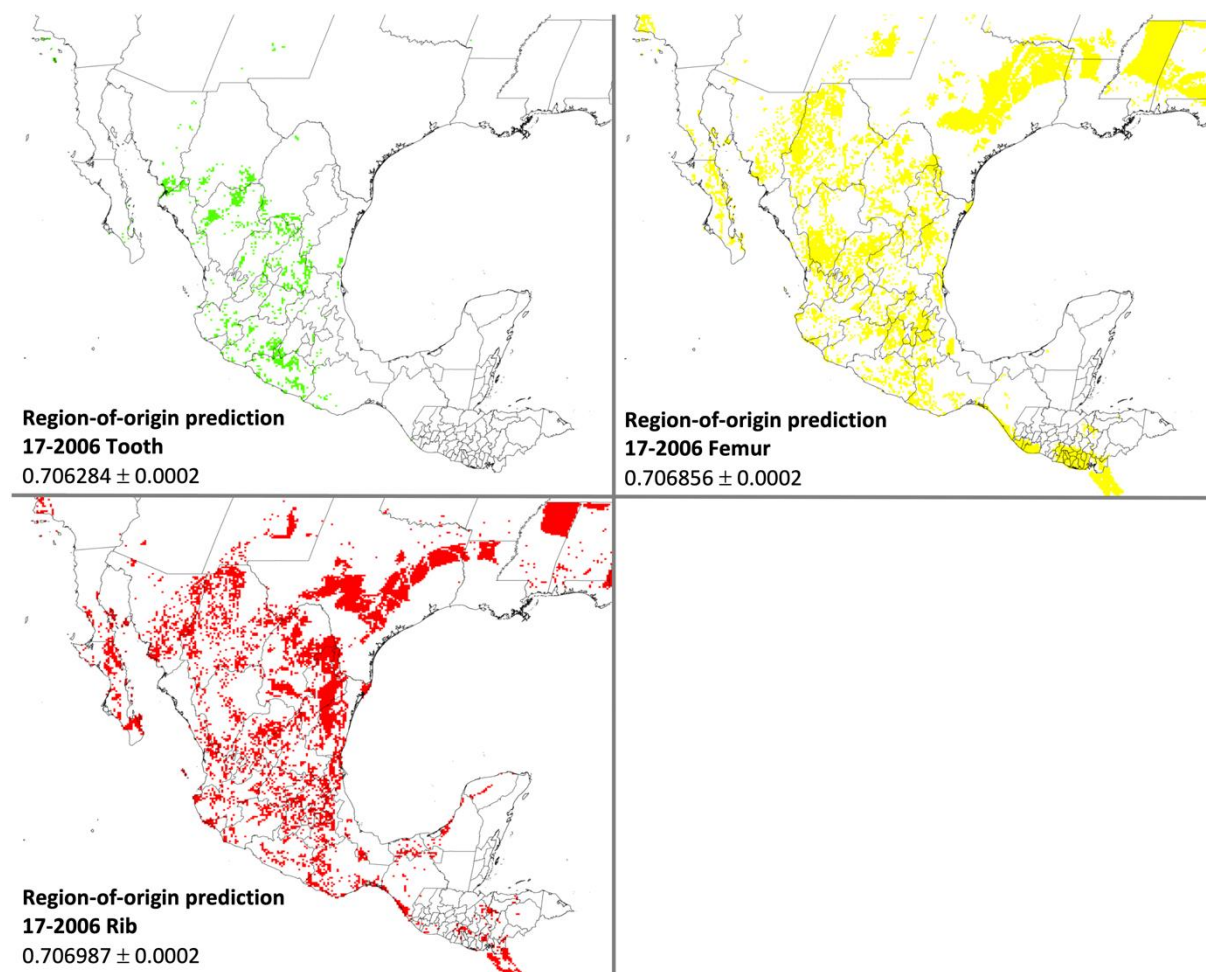 Region-of-origin prediction
17-2006 Tooth
0.706284 ± 0.0002
Region-of-origin prediction
17-2006 Femur
0.706856 ± 0.0002
Region-of-origin prediction
17-2006 Rib
0.706987 ± 0.0002